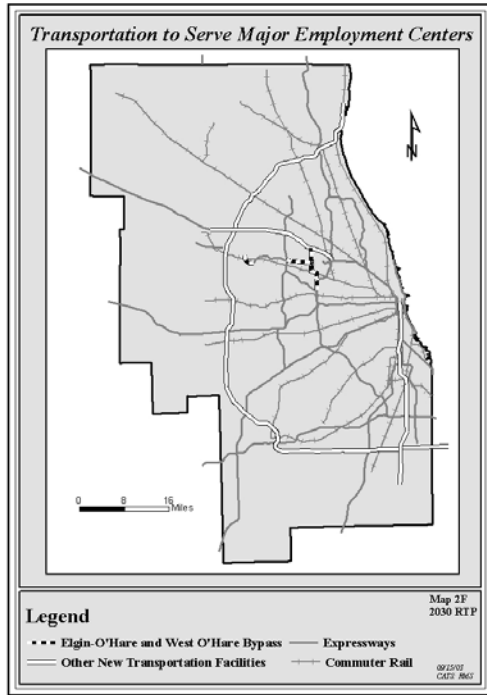 Transportation to Serve Major Employment Centers
N
0 8 16
Miles
Legend
Map 2F
2030 RTP
Elgin-O'Hare and West O'Hare Bypass
Expressways
Other New Transportation Facilities
Commuter Rail
09/15/03